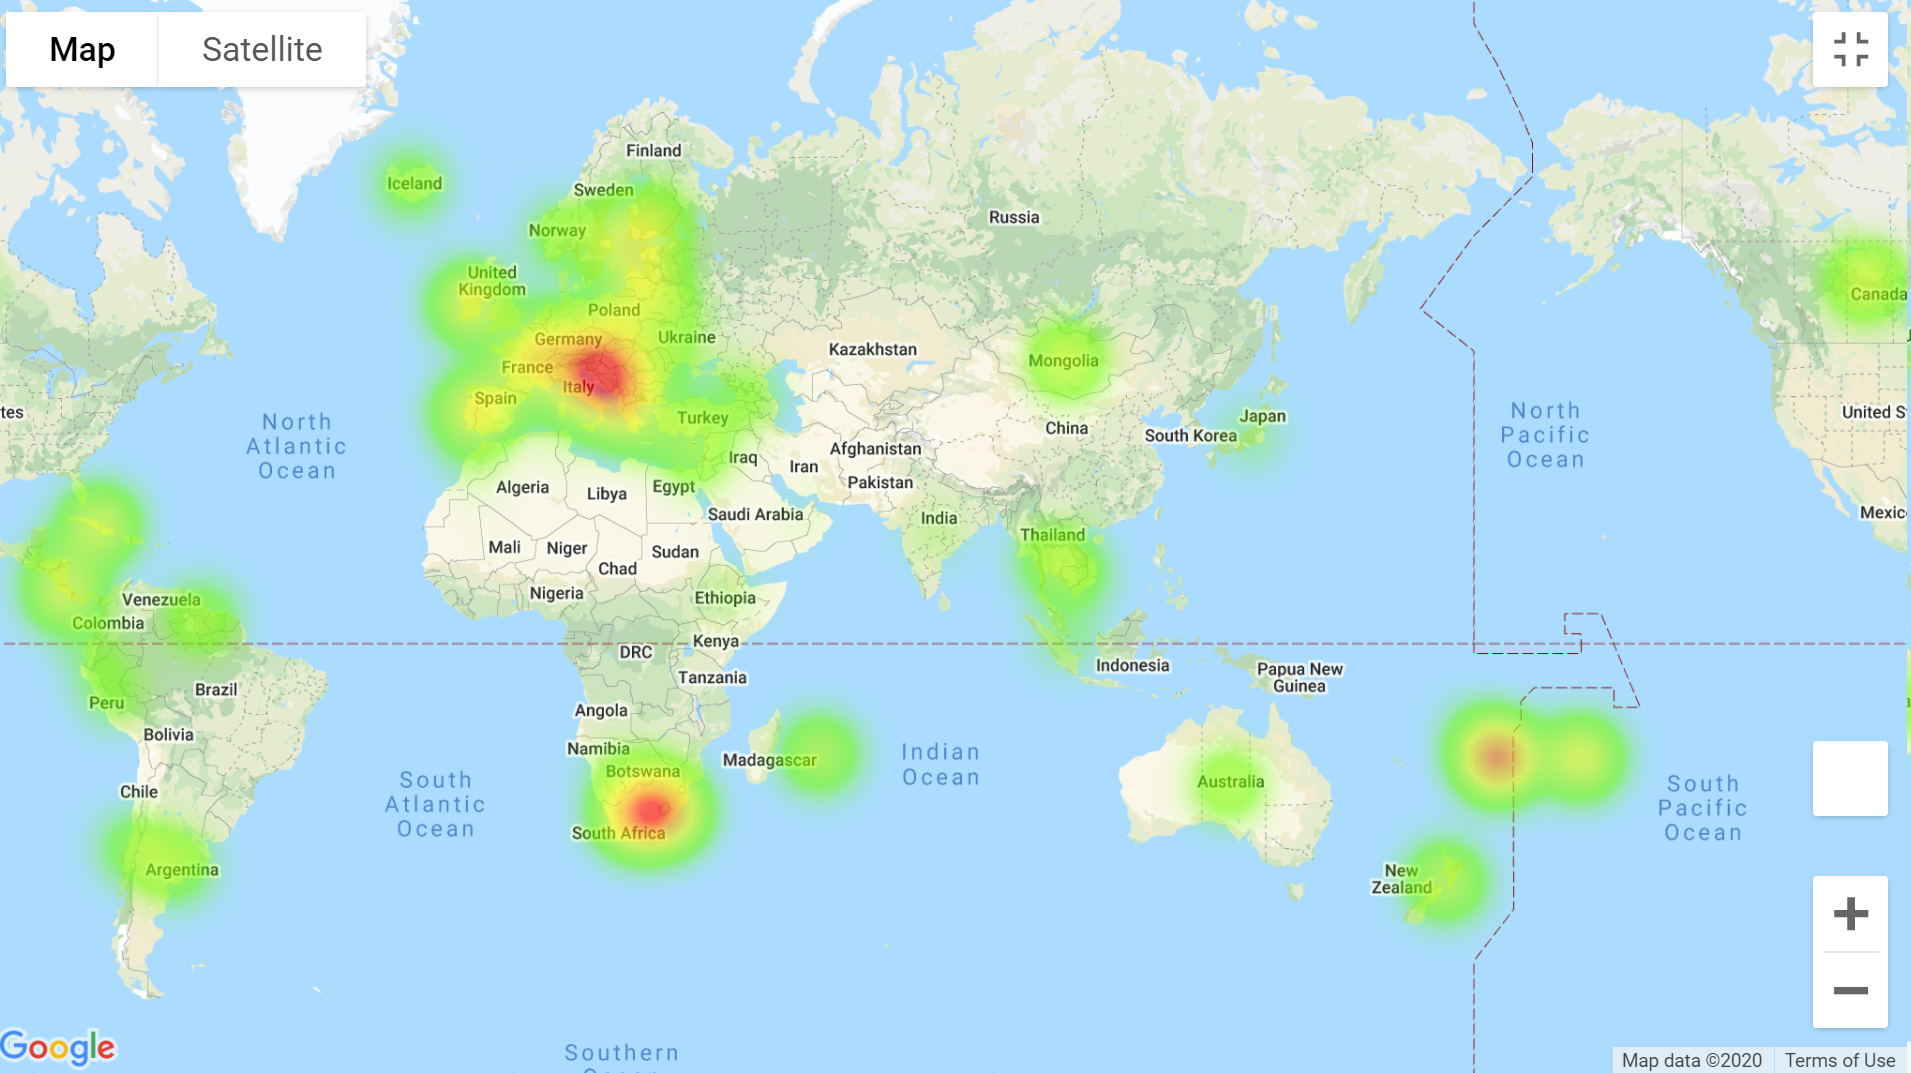 Map
Satellite
Finland
Iceland
Sweden
Russia
Norway
United
Kingdom
Canada
Poland
Ukraine
Germany
Kazakhstan
Mongolia
France
Italy
Spain
Turkey
tes
North
Atlantic
Ocean
Japan
South Korea
China
North
Pacific
Ocean
United S
Afghanistan
Iraq
Iran
Pakistan
Algeria
Libya
Egypt
Saudi Arabia
India
Mexic
Thailand
Mali
Niger
Sudan
Chad
Nigeria
Ethiopia
Venezuela
Colombia
Kenya
DRC
Indonesia
Papua New
Guinea
Tanzania
Brazil
Peru
Angola
Bolivia
Namibia
Botswana
Madagascar
Indian
Ocean
Australia
Chile
South
Atlantic
Ocean
South
Pacific
Ocean
South Africa
Argentina
New
Zealand
Google
Southern
Map data ©2020
Terms of Use